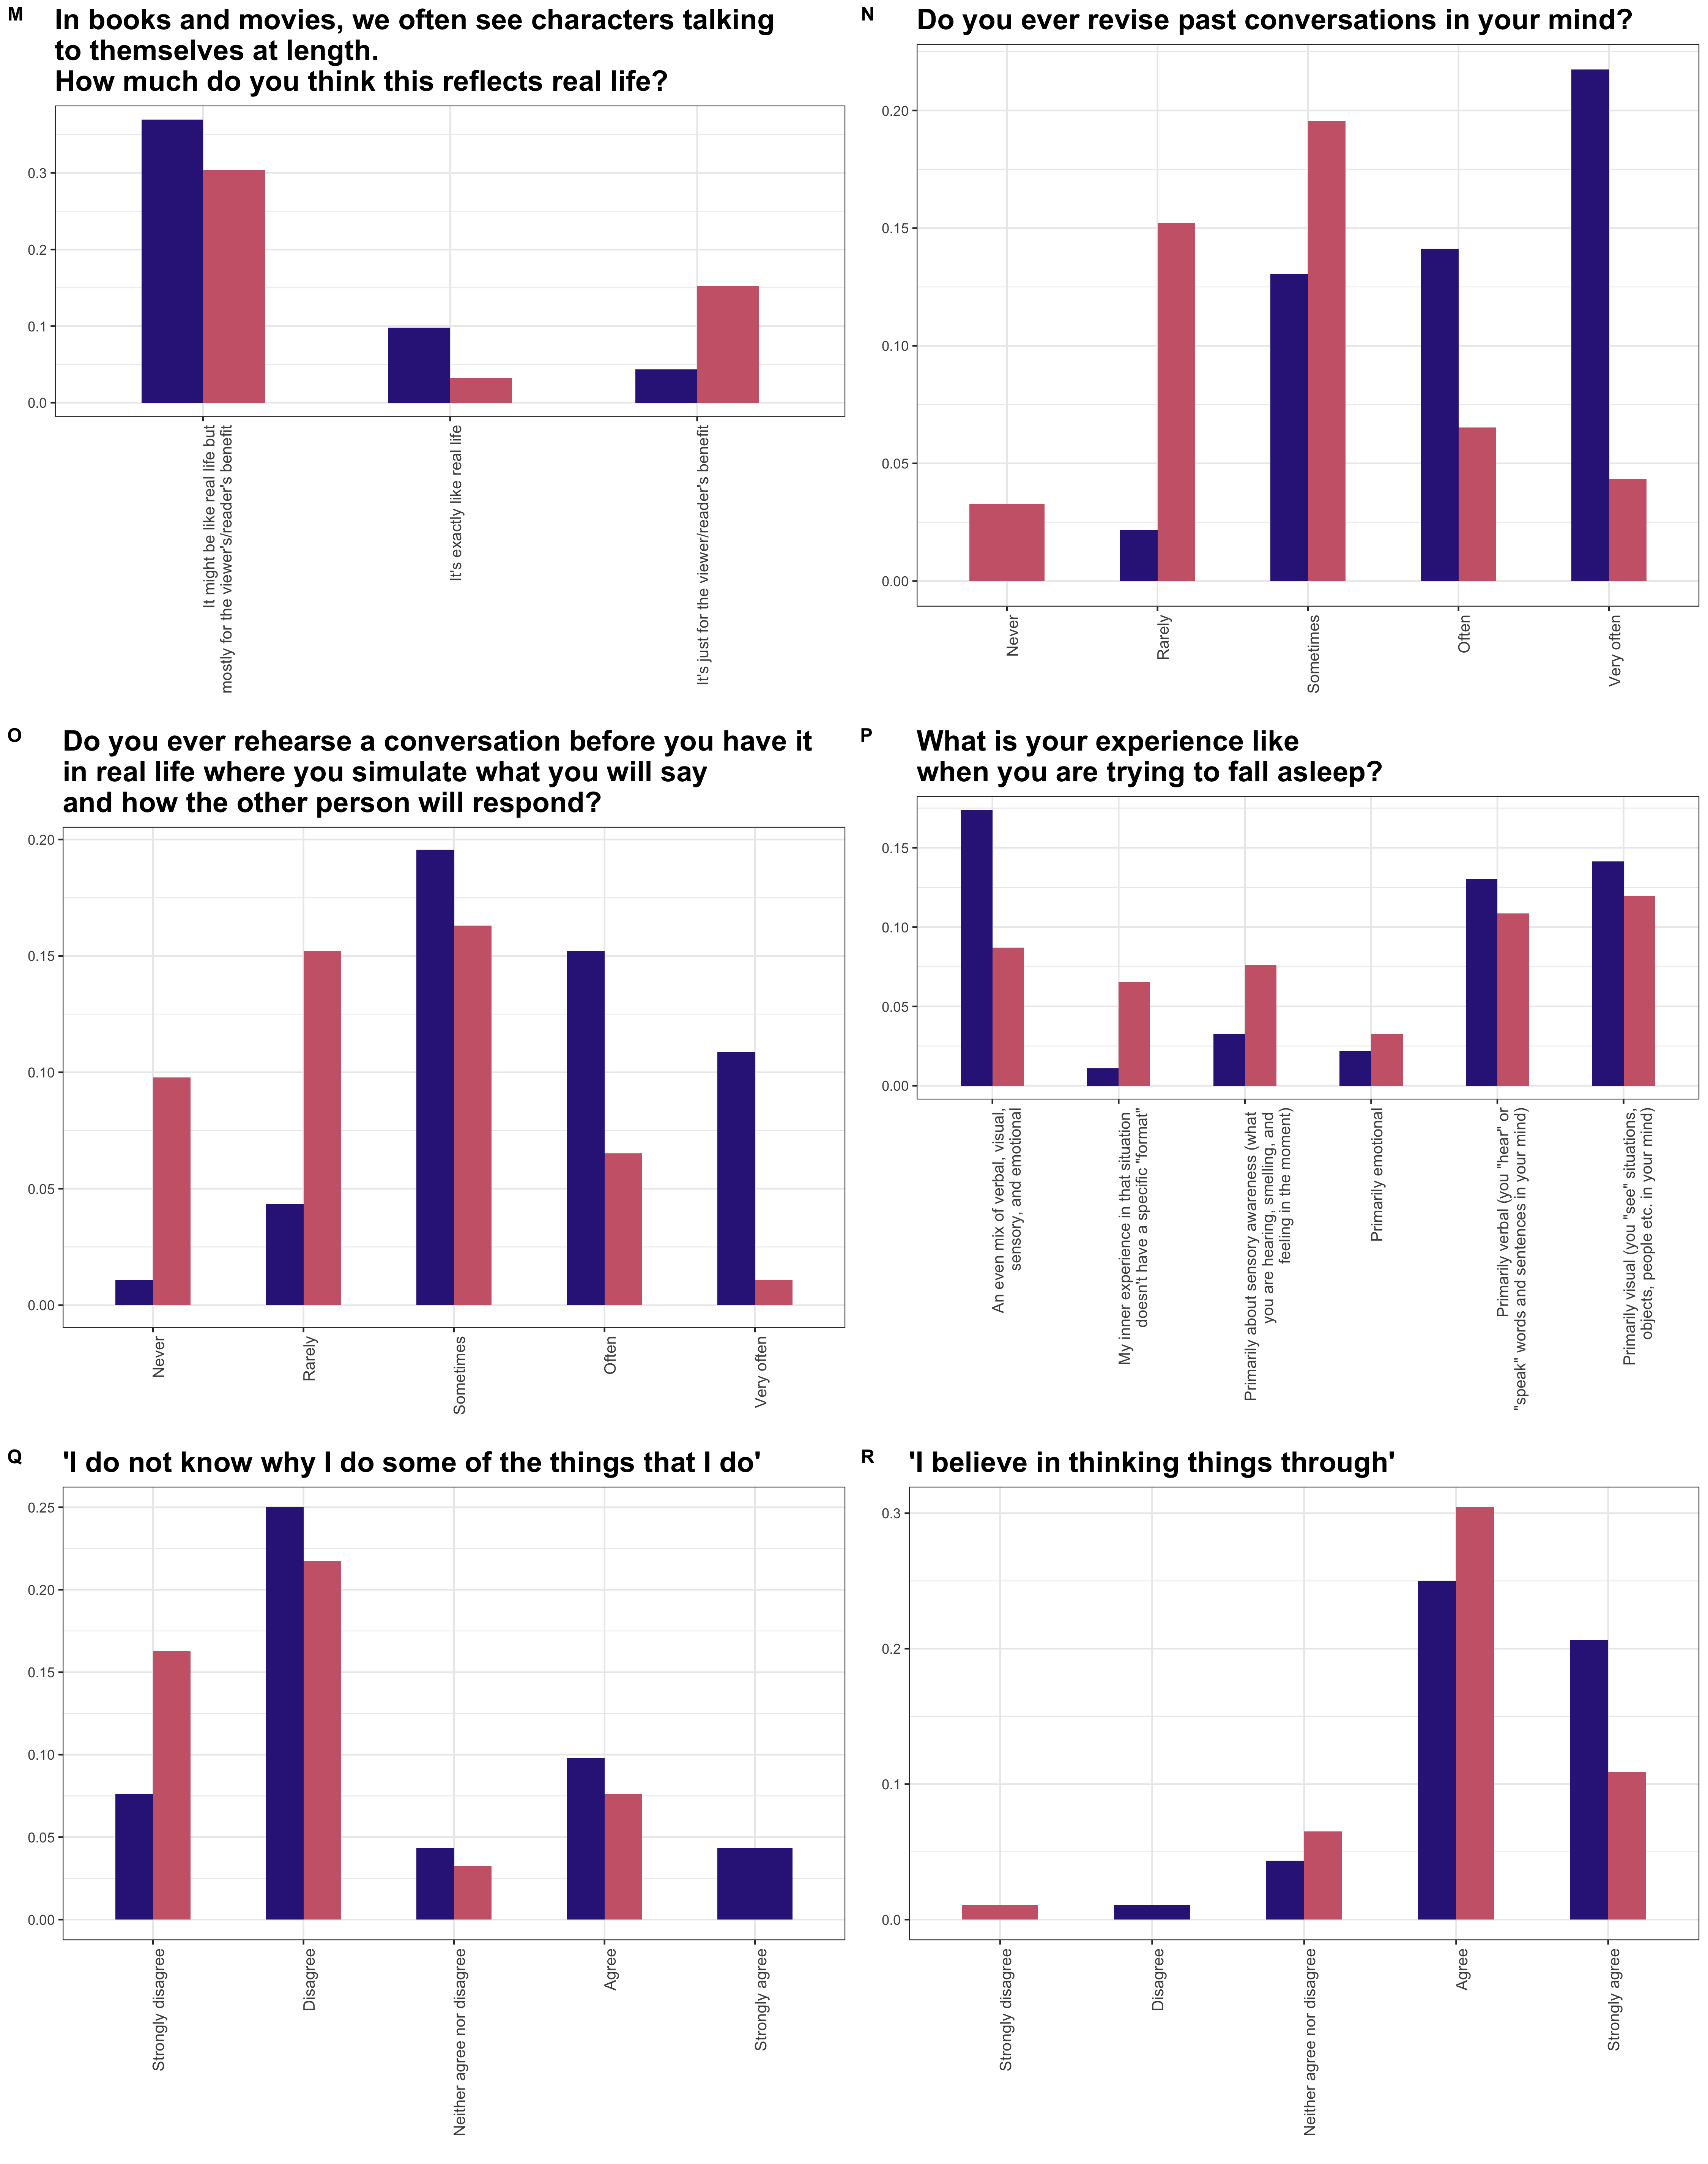 M
In books and movies, we often see characters talking
to themselves at length.
How much do you think this reflects real life?
0.3
0.2
0.1
0.0
It might be like real life but
mostly for the viewer's/reader's benefit
It's exactly like real life
It's just for the viewer/reader's benefit
N
Do you ever revise past conversations in your mind?
0.20
0.15
0.10
0.05
0.00
Never
Rarely
Sometimes
Often
Very often
O
Do you ever rehearse a conversation before you have it
in real life where you simulate what you will say
and how the other person will respond?
0.20
0.15
0.10
0.05
0.00
Never
Rarely
Sometimes
Often
Very often
P
What is your experience like
when you are trying to fall asleep?
0.15
0.10
0.05
0.00
An even mix of verbal, visual,
sensory, and emotional
My inner experience in that situation
doesn't have a specific "format"
Primarily about sensory awareness (what
you are hearing, smelling, and
feeling in the moment)
Primarily emotional
Primarily verbal (you "hear" or
"speak" words and sentences in your mind)
Primarily visual (you "see" situations,
objects, people etc. in your mind)
Q
'I do not know why I do some of the things that I do'
0.25
0.20
0.15
0.10
0.05
0.00
Strongly disagree
Disagree
Neither agree nor disagree
Agree
Strongly agree
R
'I believe in thinking things through'
0.3
0.2
0.1
0.0
Strongly disagree
Disagree
Neither agree nor disagree
Agree
Strongly agree